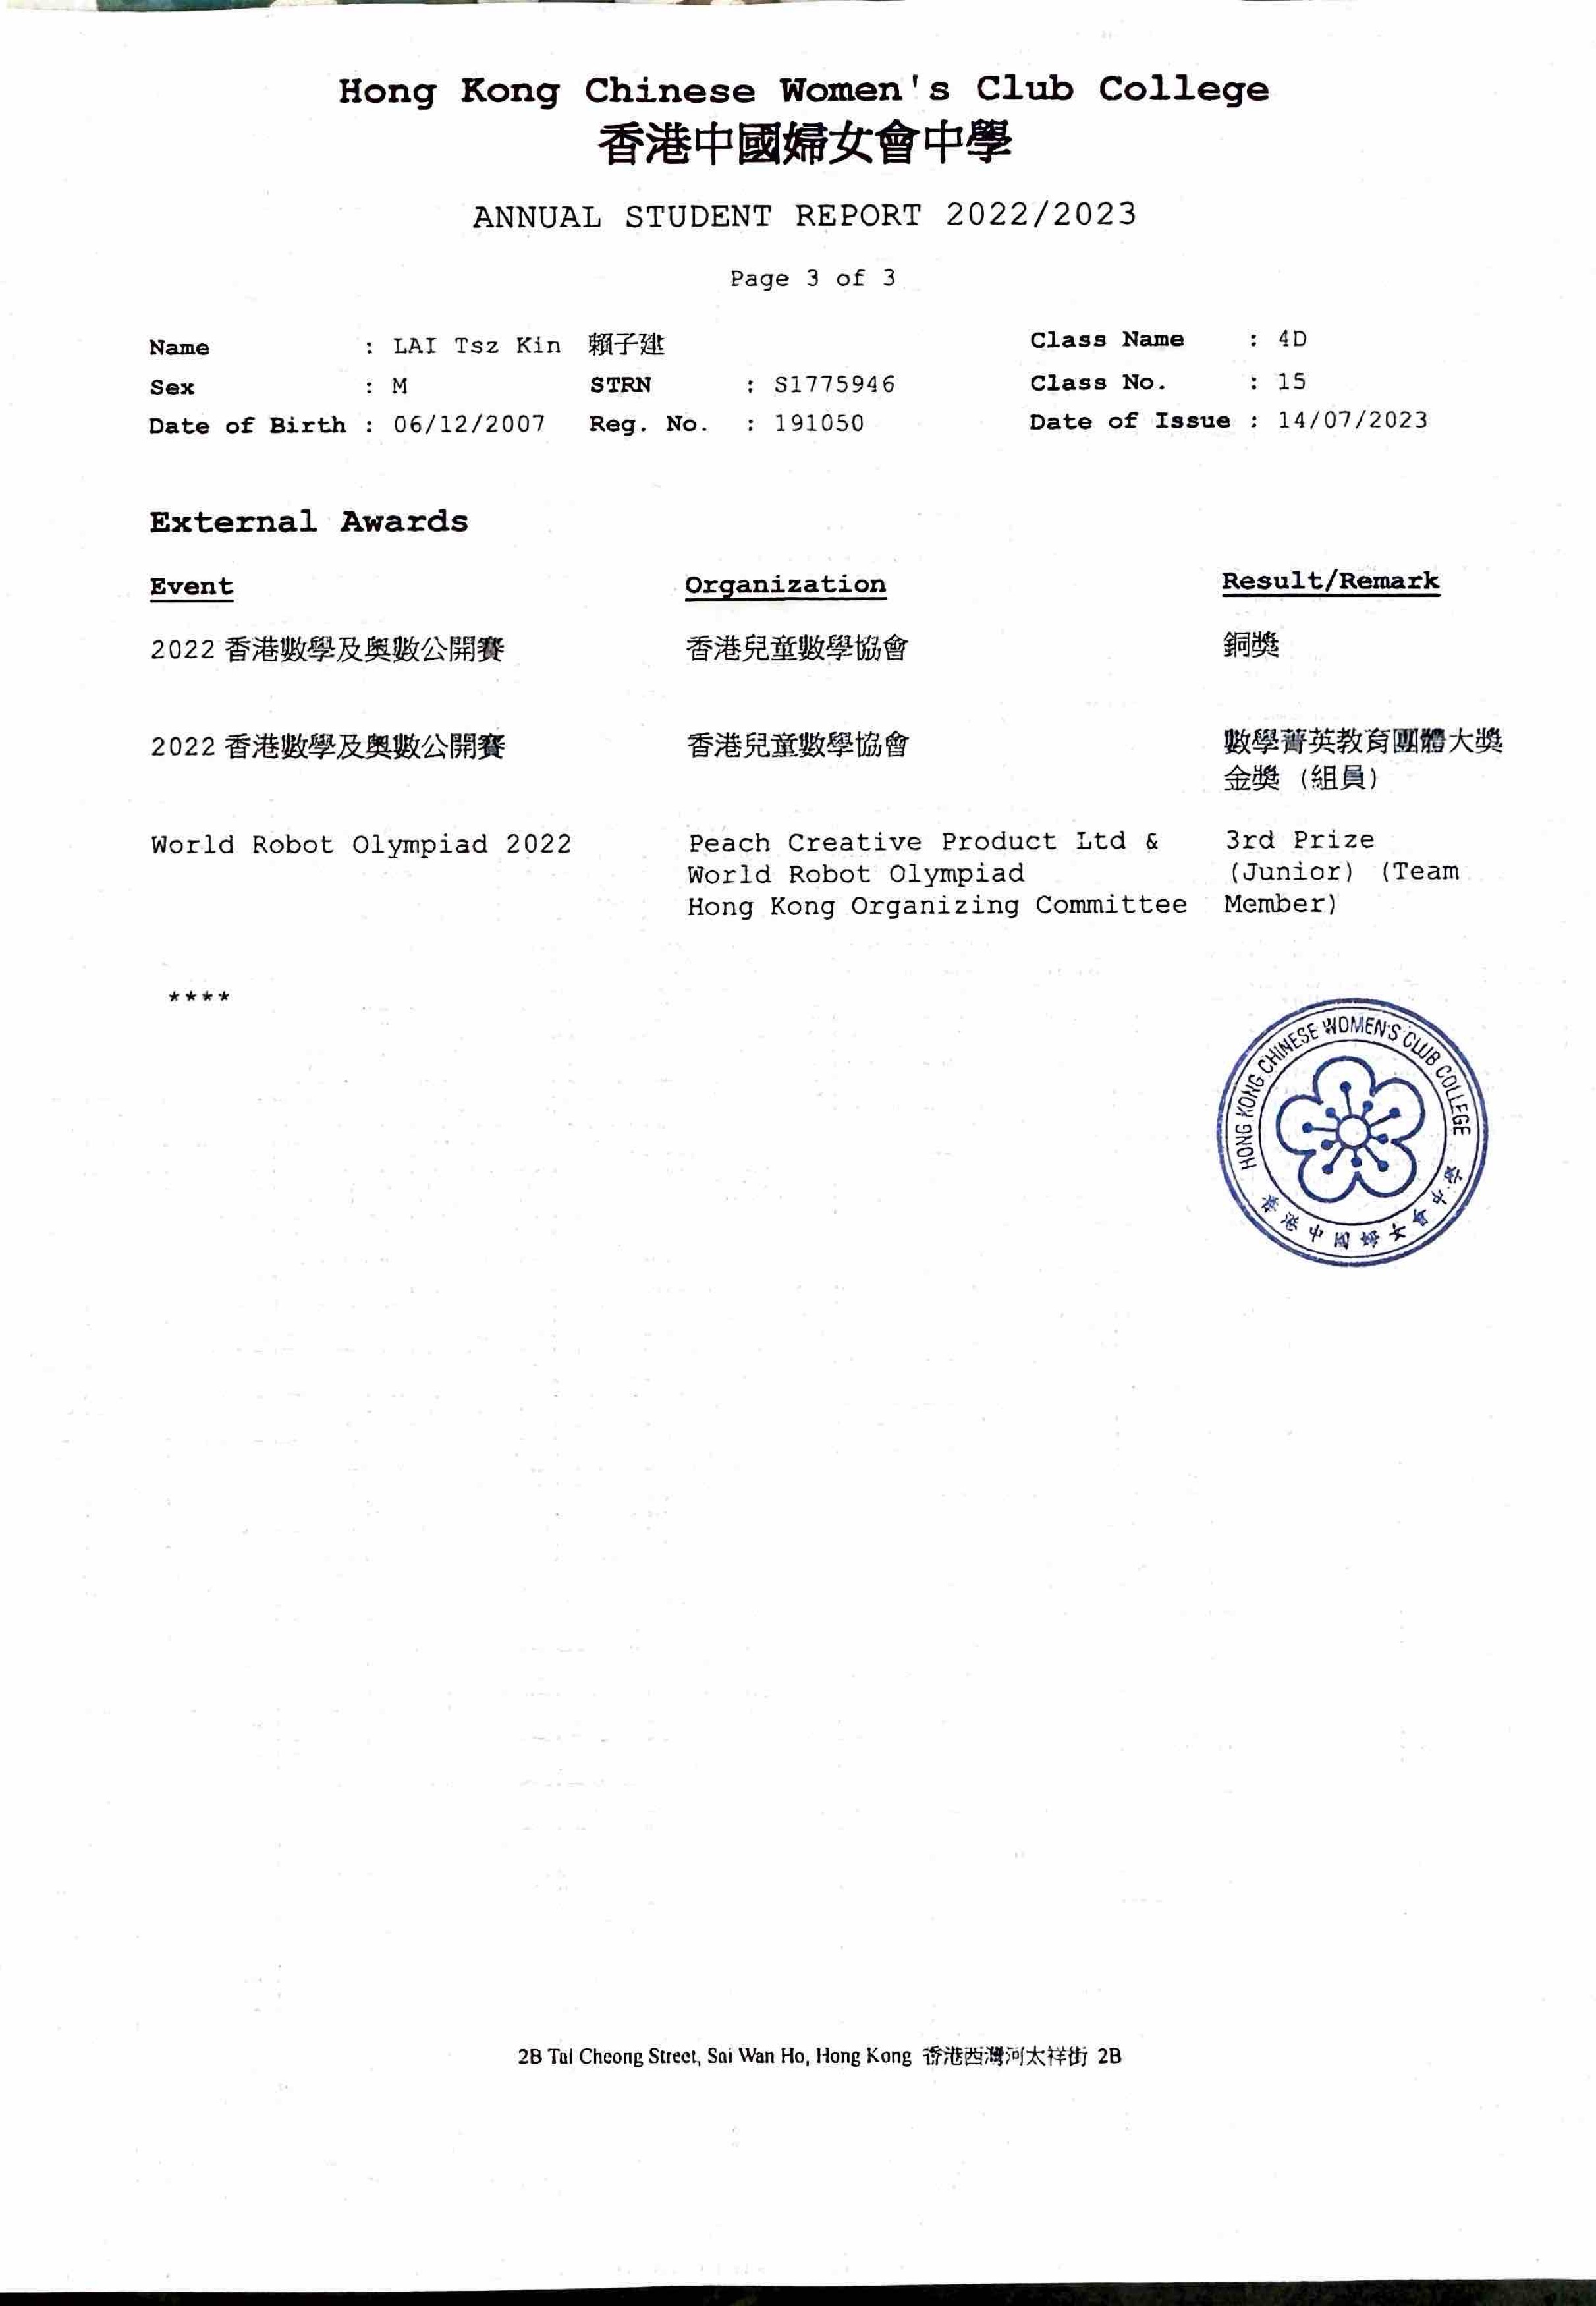 Hong Kong Chinese Women's Club College
香港中國婦女會中學
ANNUAL STUDENT REPORT 2022/2023
Page 3 of 3
Name : LAI Tsz Kin 賴子建 Class Name : 4D
Sex : M STRN : S1775946 Class No. : 15
Date of Birth : 06/12/2007 Reg. No. : 191050 Date of Issue : 14/07/2023
External Awards
Event Organization Result/Remark
2022 香港數學及奧數公開賽 香港兒童數學協會 銅獎
2022 香港數學及奧數公開賽 香港兒童數學協會 數學菁英教育團體大獎
金獎 (組員)
World Robot Olympiad 2022 Peach Creative Product Ltd & 3rd Prize
World Robot Olympiad (Junior) (Team
Hong Kong Organizing Committee Member)
****
HONG KONG CHINESE WOMEN'S CLUB COLLEGE
香港中國婦女會中學
2B Tai Cheong Street, Sai Wan Ho, Hong Kong 香港西灣河太祥街 2B